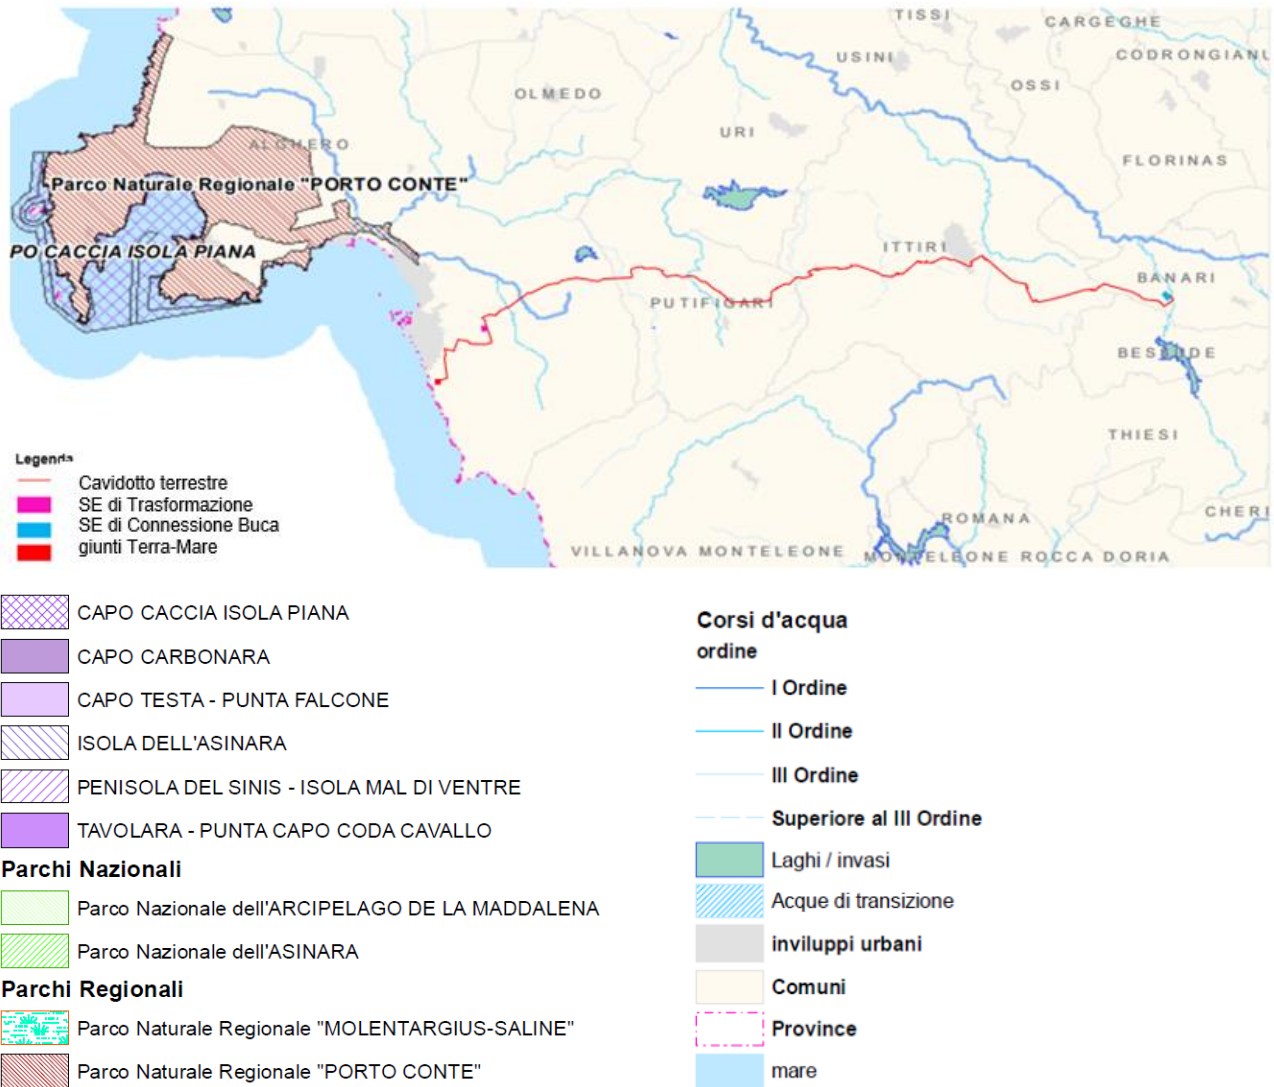 TISSI
CARGEGHE
USINI
CODRONGIANU
OSSI
OLMEDO
URI
ALGHERO
FLORINAS
Parco Naturale Regionale "PORTO CONTE"
PO CACCIA ISOLA PIANA
ITTIRI
BANARI
PUTIFIGARI
BESSUDE
THIESI
ROMANA
CHERI
VILLANOVA MONTELEONE
MONTELEONE ROCCA DORIA
Legenda
Cavidotto terrestre
SE di Trasformazione
SE di Connessione Buca
giunti Terra-Mare
CAPO CACCIA ISOLA PIANA
CAPO CARBONARA
CAPO TESTA - PUNTA FALCONE
ISOLA DELL'ASINARA
PENISOLA DEL SINIS - ISOLA MAL DI VENTRE
TAVOLARA - PUNTA CAPO CODA CAVALLO
Parchi Nazionali
Parco Nazionale dell'ARCIPELAGO DE LA MADDALENA
Parco Nazionale dell'ASINARA
Parchi Regionali
Parco Naturale Regionale "MOLENTARGIUS-SALINE"
Parco Naturale Regionale "PORTO CONTE"
Corsi d'acqua
ordine
I Ordine
II Ordine
III Ordine
Superiore al III Ordine
Laghi / invasi
Acque di transizione
inviluppi urbani
Comuni
Province
mare